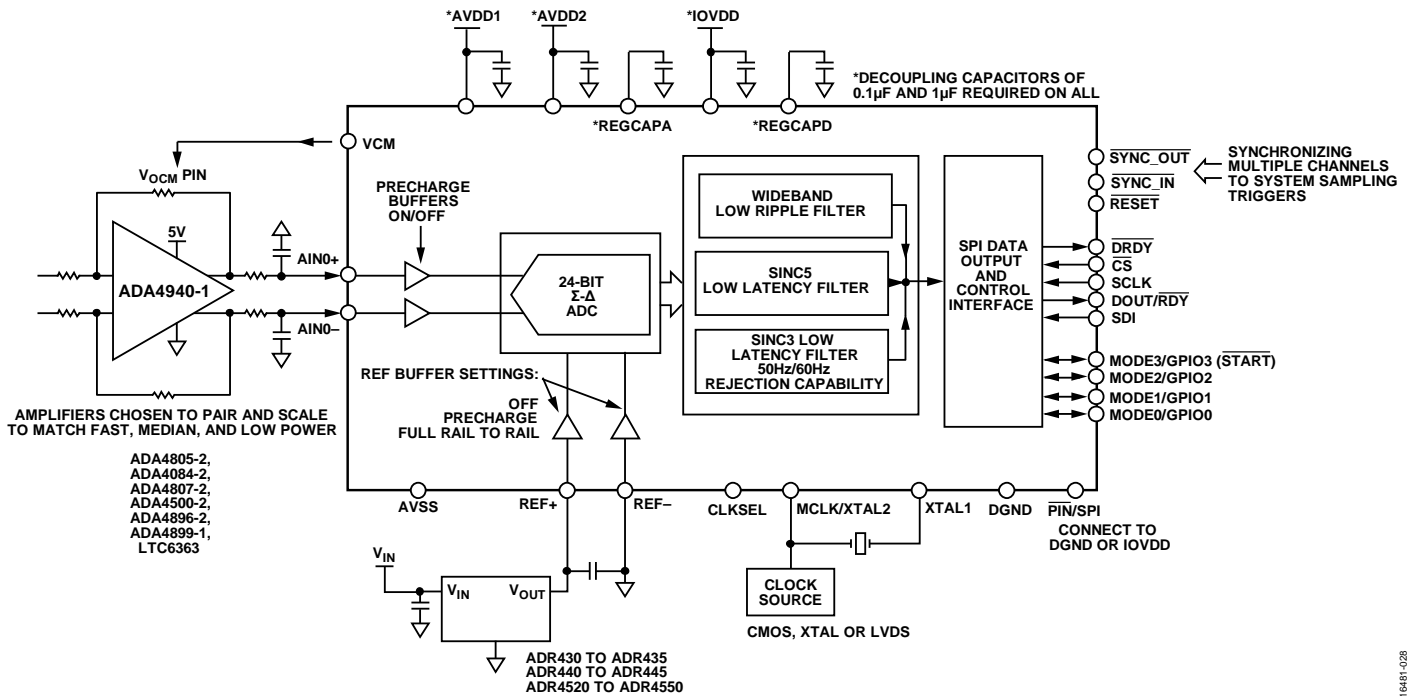 *AVDD1
*AVDD2
*IOVDD
*DECOUPLING CAPACITORS OF
0.1µF AND 1µF REQUIRED ON ALL
*REGCAPA
*REGCAPD
VCM
VOCM PIN
PRECHARGE
BUFFERS
ON/OFF
5V
ADA4940-1
AIN0+
AIN0–
24-BIT
Σ-Δ
ADC
WIDEBAND
LOW RIPPLE FILTER
SINC5
LOW LATENCY FILTER
SINC3 LOW
LATENCY FILTER
50Hz/60Hz
REJECTION CAPABILITY
SPI DATA
OUTPUT
AND
CONTROL
INTERFACE
SYNC_OUT
SYNC_IN
RESET
SYNCHRONIZING
MULTIPLE CHANNELS
TO SYSTEM SAMPLING
TRIGGERS
DRDY
CS
SCLK
DOUT/RDY
SDI
MODE3/GPIO3 (START)
MODE2/GPIO2
MODE1/GPIO1
MODE0/GPIO0
REF BUFFER SETTINGS:
OFF
PRECHARGE
FULL RAIL TO RAIL
AMPLIFIERS CHOSEN TO PAIR AND SCALE
TO MATCH FAST, MEDIAN, AND LOW POWER
ADA4805-2,
ADA4084-2,
ADA4807-2,
ADA4500-2,
ADA4896-2,
ADA4899-1,
LTC6363
AVSS
REF+
REF–
CLKSEL
MCLK/XTAL2
XTAL1
DGND
PIN/SPI
CONNECT TO
DGND OR IOVDD
VIN
VIN
VOUT
CLOCK
SOURCE
CMOS, XTAL OR LVDS
ADR430 TO ADR435
ADR440 TO ADR445
ADR4520 TO ADR4550
16481-028